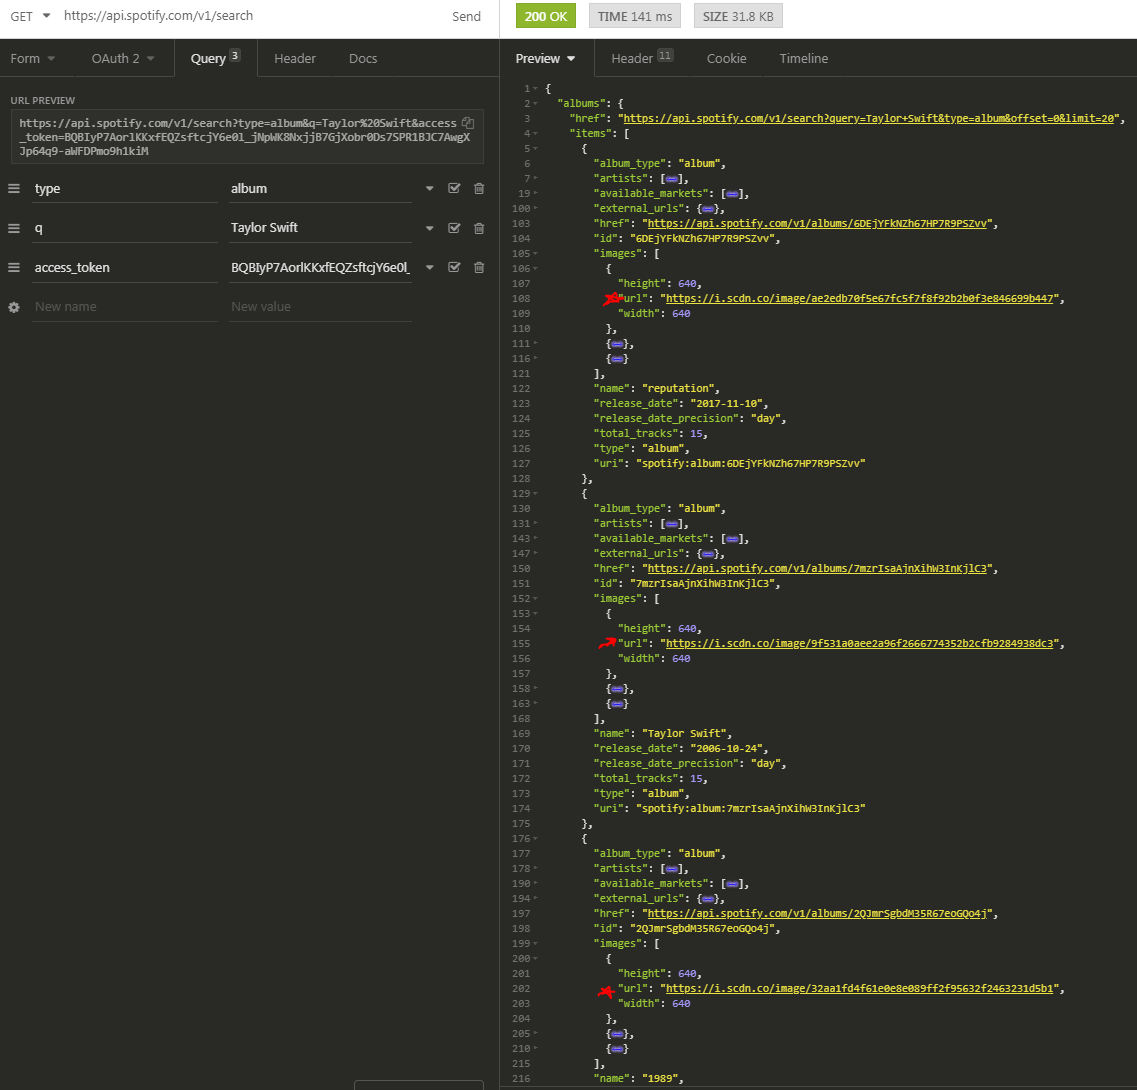 GET https://api.spotify.com/v1/search Send
200 OK TIME 141 ms SIZE 31.8 KB
Form OAuth 2 Query 3 Header Docs
Preview Header 11 Cookie Timeline
URL PREVIEW
https://api.spotify.com/v1/search?type=album&q=Taylor%20Swift&access
_token=BQBIyP7AorlKKxfEQZsftcjY6e0l_jNpWK8NxjjB7GjXobr0Ds7SPR1BJC7AwgX
Jp64q9-aWFDPmo9h1kiM
type album
q Taylor Swift
access_token BQBIyP7AorlKKxfEQZsftcjY6e0l_
New name New value
1 {
2 "albums": {
3 "href": "https://api.spotify.com/v1/search?query=Taylor+Swift&type=album&offset=0&limit=20",
4 "items": [
5 {
6 "album_type": "album",
7 "artists": [],
19 "available_markets": [],
100 "external_urls": {},
103 "href": "https://api.spotify.com/v1/albums/6DEjYFkNZh67HP7R9PSZvv",
104 "id": "6DEjYFkNZh67HP7R9PSZvv",
105 "images": [
106 {
107 "height": 640,
108 "url": "https://i.scdn.co/image/ae2edb70f5e67fc5f7f8f92b2b0f3e846699b447",
109 "width": 640
110 },
111 {},
116 {}
121 ],
122 "name": "reputation",
123 "release_date": "2017-11-10",
124 "release_date_precision": "day",
125 "total_tracks": 15,
126 "type": "album",
127 "uri": "spotify:album:6DEjYFkNZh67HP7R9PSZvv"
128 },
129 {
130 "album_type": "album",
131 "artists": [],
143 "available_markets": [],
147 "external_urls": {},
150 "href": "https://api.spotify.com/v1/albums/7mzrIsaAjnXihW3InKjlC3",
151 "id": "7mzrIsaAjnXihW3InKjlC3",
152 "images": [
153 {
154 "height": 640,
155 "url": "https://i.scdn.co/image/9f531a0aee2a96f2666774352b2cfb9284938dc3",
156 "width": 640
157 },
158 {},
163 {}
168 ],
169 "name": "Taylor Swift",
170 "release_date": "2006-10-24",
171 "release_date_precision": "day",
172 "total_tracks": 15,
173 "type": "album",
174 "uri": "spotify:album:7mzrIsaAjnXihW3InKjlC3"
175 },
176 {
177 "album_type": "album",
178 "artists": [],
190 "available_markets": [],
194 "external_urls": {},
197 "href": "https://api.spotify.com/v1/albums/2QJmrSgbdM35R67eoGQo4j",
198 "id": "2QJmrSgbdM35R67eoGQo4j",
199 "images": [
200 {
201 "height": 640,
202 "url": "https://i.scdn.co/image/32aa1fd4f61e0e8e089ff2f95632f2463231d5b1",
203 "width": 640
204 },
205 {},
210 {}
215 ],
216 "name": "1989",